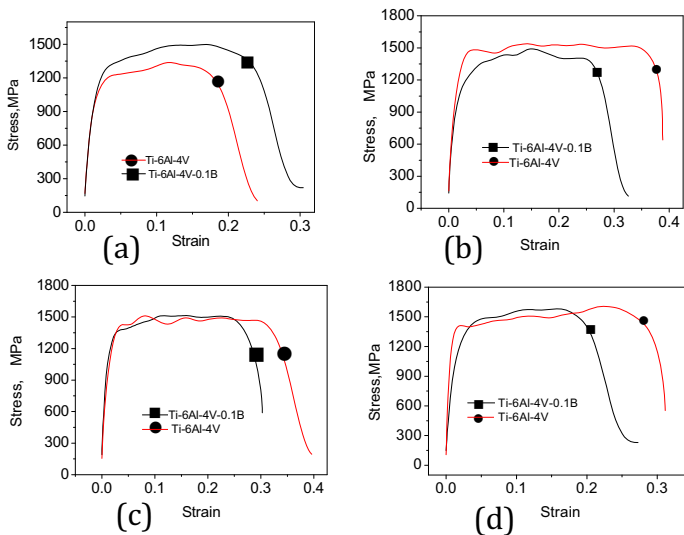 1800
1500
1200
900
600
300
0
Stress,MPa
Ti-6Al-4V
Ti-6Al-4V-0.1B
0.0 0.1 0.2 0.3
Strain
(a)
1800
1500
1200
900
600
300
0
Stress, MPa
Ti-6Al-4V-0.1B
Ti-6Al-4V
0.0 0.1 0.2 0.3 0.4
Strain
(b)
1800
1500
1200
900
600
300
0
Stress, MPa
Ti-6Al-4V-0.1B
Ti-6Al-4V
0.0 0.1 0.2 0.3 0.4
Strain
(c)
1800
1500
1200
900
600
300
0
Stress,MPa
Ti-6Al-4V-0.1B
Ti-6Al-4V
0.0 0.1 0.2 0.3
Strain
(d)